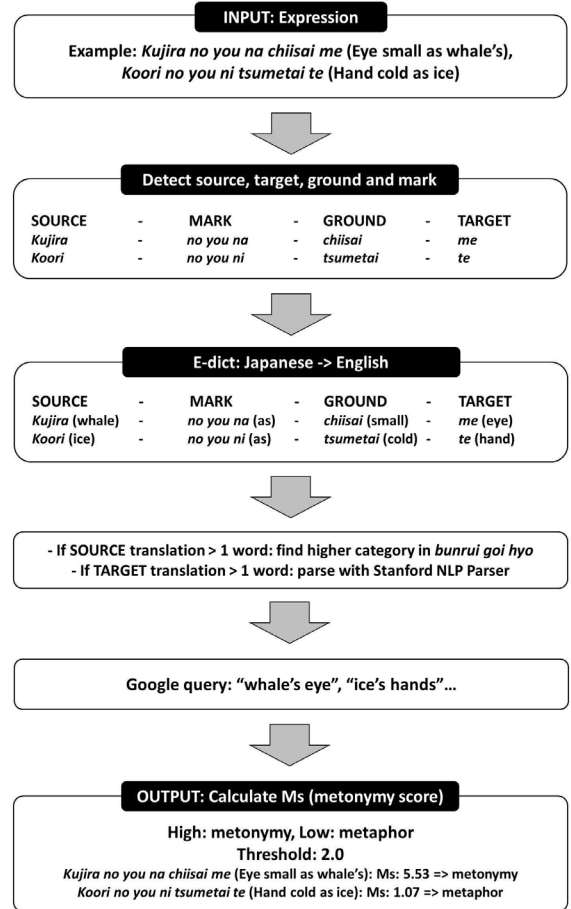 INPUT: Expression
Example: Kujira no you na chiisai me (Eye small as whale's),
Koori no you ni tsumetai te (Hand cold as ice)
Detect source, target, ground and mark
SOURCE - MARK - GROUND - TARGET
Kujira - no you na - chiisai - me
Koori - no you ni - tsumetai - te
E-dict: Japanese -> English
SOURCE - MARK - GROUND - TARGET
Kujira (whale) - no you na (as) - chiisai (small) - me (eye)
Koori (ice) - no you ni (as) - tsumetai (cold) - te (hand)
- If SOURCE translation > 1 word: find higher category in bunrui goi hyo
- If TARGET translation > 1 word: parse with Stanford NLP Parser
Google query: “whale's eye”, “ice's hands”...
OUTPUT: Calculate Ms (metonymy score)
High: metonymy, Low: metaphor
Threshold: 2.0
Kujira no you na chiisai me (Eye small as whale's): Ms: 5.53 => metonymy
Koori no you ni tsumetai te (Hand cold as ice): Ms: 1.07 => metaphor